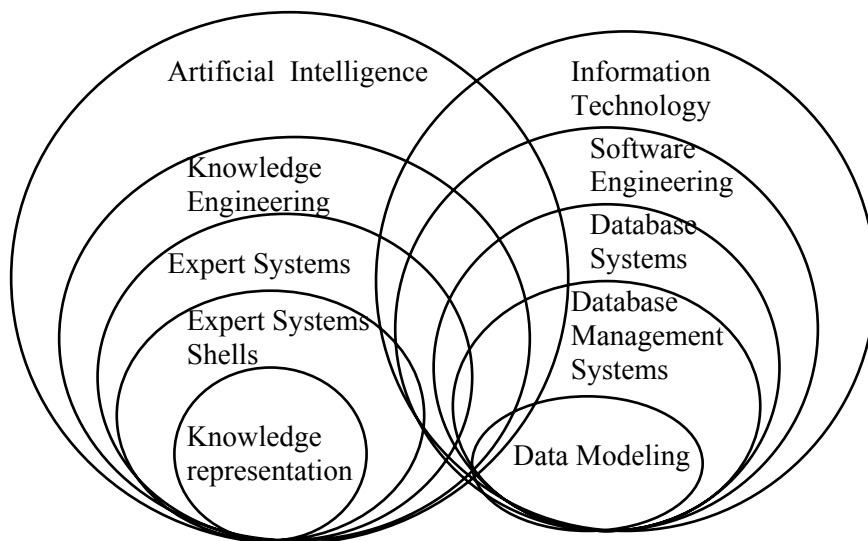 Artificial Intelligence
Knowledge
Engineering
Expert Systems
Expert Systems
Shells
Knowledge
representation
Information
Technology
Software
Engineering
Database
Systems
Database
Management
Systems
Data Modeling